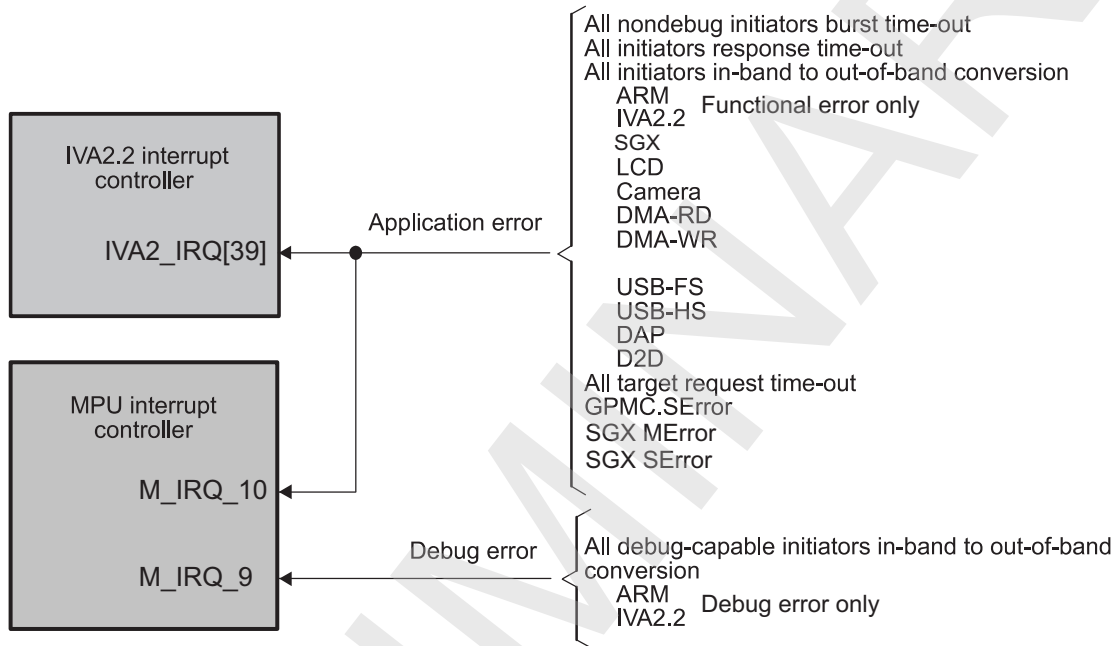 All nondebug initiators burst time-out
All initiators response time-out
All initiators in-band to out-of-band conversion
ARM
IVA2.2
Functional error only
SGX
LCD
Camera
DMA-RD
DMA-WR
USB-FS
USB-HS
DAP
D2D
All target request time-out
GPMC.SError
SGX MError
SGX SError
IVA2.2 interrupt
controller
IVA2_IRQ[39]
Application error
MPU interrupt
controller
M_IRQ_10
M_IRQ_9
Debug error
All debug-capable initiators in-band to out-of-band
conversion
ARM
IVA2.2
Debug error only